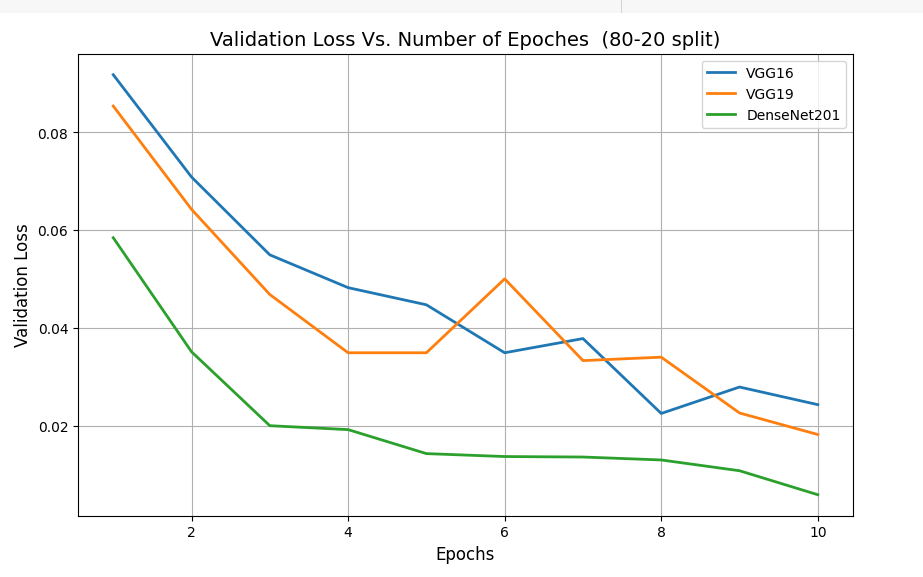 Validation Loss Vs. Number of Epoches (80-20 split)
VGG16
VGG19
DenseNet201
Validation Loss
0.08
0.06
0.04
0.02
2 4 6 8 10
Epochs